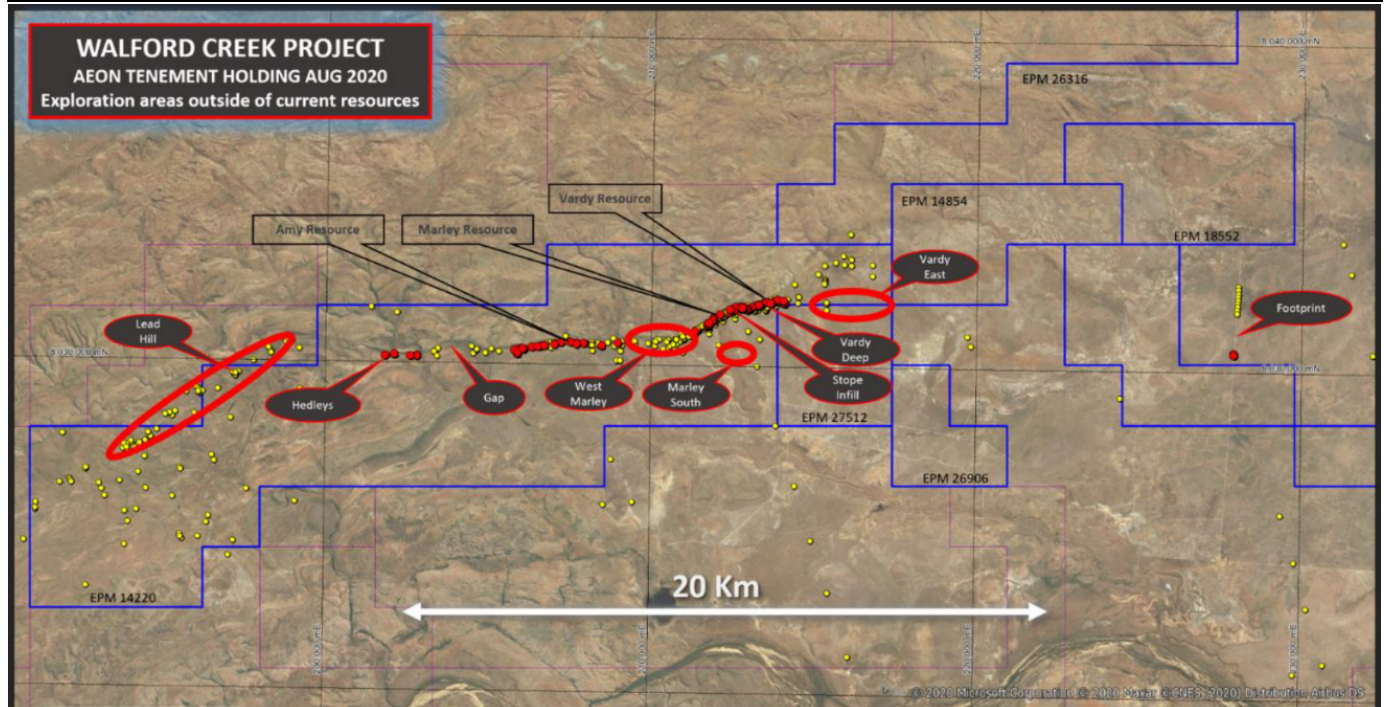 WALFORD CREEK PROJECT
AEON TENEMENT HOLDING AUG 2020
Exploration areas outside of current resources
EPM 26316
Vardy Resource
EPM 14854
Amy Resource
Marley Resource
EPM 18552
Vardy
East
Footprint
Lead
Hill
Vardy
Deep
Hedleys
Gap
West
Marley
Marley
South
Stope
Infill
EPM 27512
EPM 26906
EPM 14220
20 Km
© 2020 Microsoft Corporation © 2020 Maxar ©CNES (2020) Distribution Airbus DS